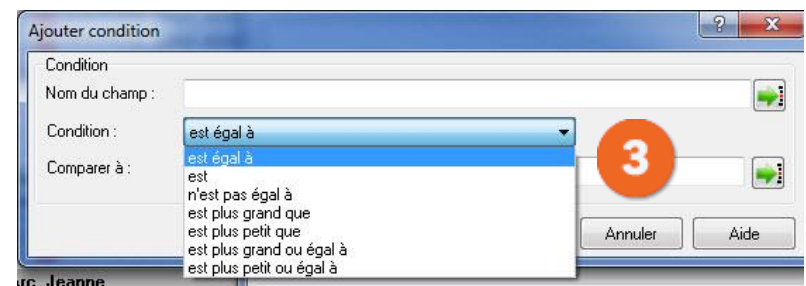 Ajouter condition
Condition
Nom du champ :
Condition :
est égal à
est égal à
Comparer à :
est
n'est pas égal à
est plus grand que
est plus petit que
est plus grand ou égal à
est plus petit ou égal à
3
Annuler
Aide
Jeanne